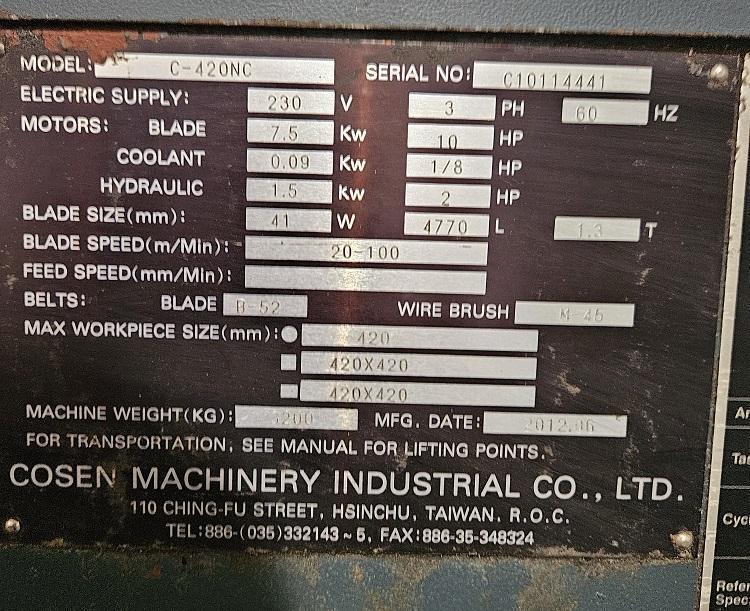 MODEL: C-420NC SERIAL NO: C10114441
ELECTRIC SUPPLY: 230 V 3 PH 60 HZ
MOTORS: BLADE 7.5 Kw 10 HP
COOLANT 0.09 Kw 1/8 HP
HYDRAULIC 1.5 Kw 2 HP
BLADE SIZE(mm): 41 W 4770 L 1.3 T
BLADE SPEED(m/Min): 20-100
FEED SPEED(mm/Min):
BELTS: BLADE B-52 WIRE BRUSH M-45
MAX WORKPIECE SIZE(mm): 420
420X420
420X420
MACHINE WEIGHT(KG): MFG. DATE: 2012.06
FOR TRANSPORTATION, SEE MANUAL FOR LIFTING POINTS.
COSEN MACHINERY INDUSTRIAL CO., LTD.
110 CHING-FU STREET, HSINCHU, TAIWAN. R.O.C.
TEL:886-(035)332143~5, FAX:886-35-348324